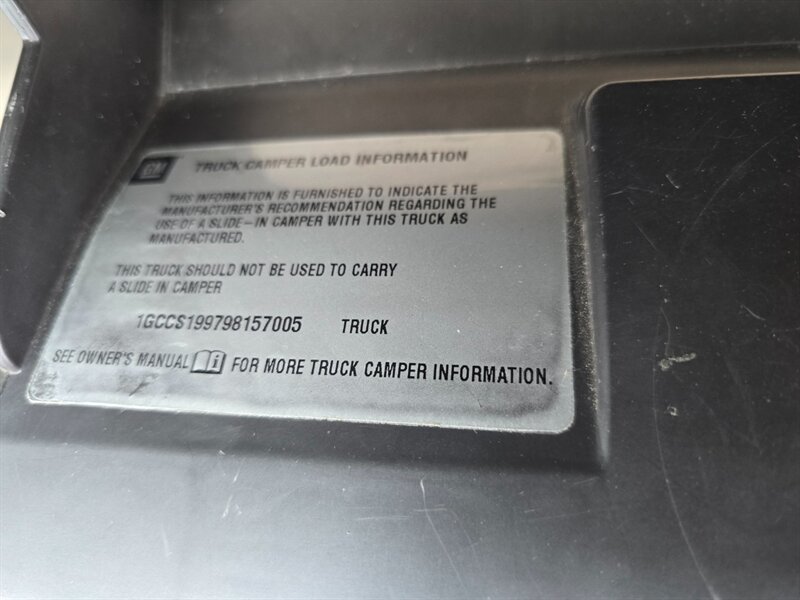 GM TRUCK CAMPER LOAD INFORMATION
THIS INFORMATION IS FURNISHED TO INDICATE THE
MANUFACTURER'S RECOMMENDATION REGARDING THE
USE OF A SLIDE-IN CAMPER WITH THIS TRUCK AS
MANUFACTURED.
THIS TRUCK SHOULD NOT BE USED TO CARRY
A SLIDE IN CAMPER
1GCCS199798157005 TRUCK
SEE OWNER'S MANUAL i FOR MORE TRUCK CAMPER INFORMATION.